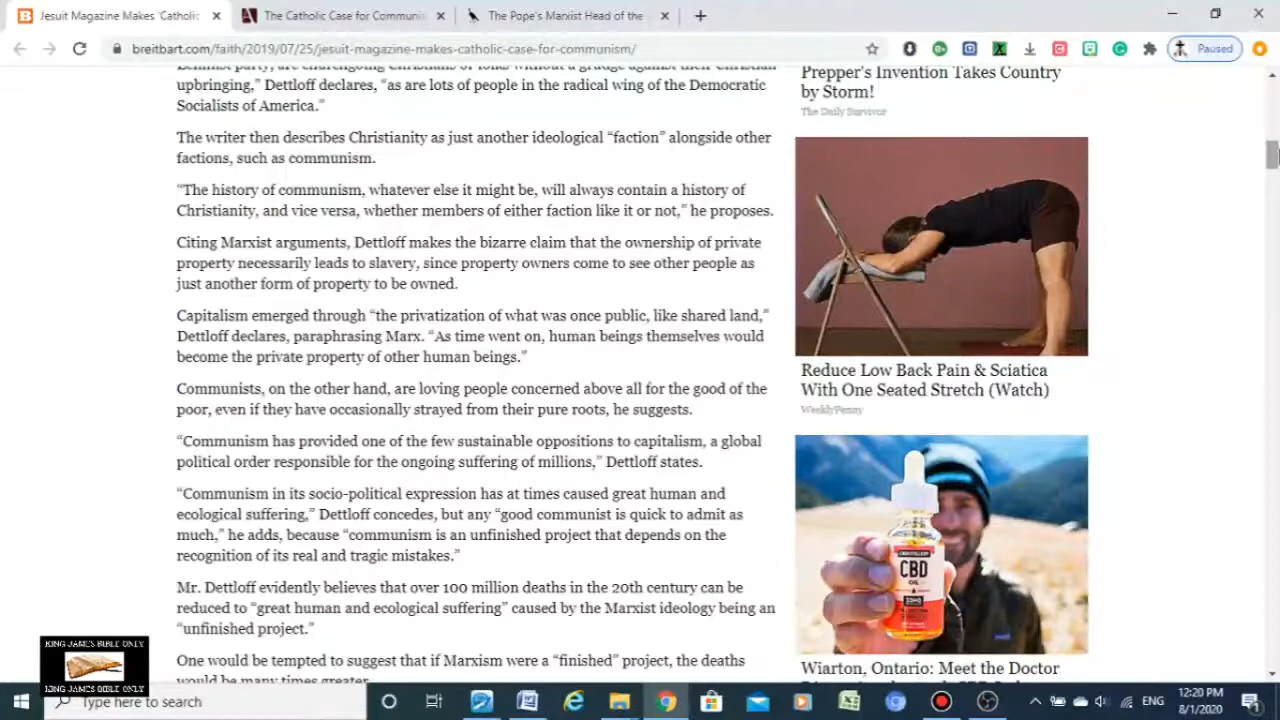 Jesuit Magazine Makes 'Catholic
The Catholic Case for Communi
The Pope's Marxist Head of the
breitbart.com/faith/2019/07/25/jesuit-magazine-makes-catholic-case-for-communism/
Paused
upbringing,” Dettloff declares, “as are lots of people in the radical wing of the Democratic
Socialists of America.”
The writer then describes Christianity as just another ideological “faction” alongside other
factions, such as communism.
“The history of communism, whatever else it might be, will always contain a history of
Christianity, and vice versa, whether members of either faction like it or not,” he proposes.
Citing Marxist arguments, Dettloff makes the bizarre claim that the ownership of private
property necessarily leads to slavery, since property owners come to see other people as
just another form of property to be owned.
Capitalism emerged through “the privatization of what was once public, like shared land,”
Dettloff declares, paraphrasing Marx. “As time went on, human beings themselves would
become the private property of other human beings.”
Communists, on the other hand, are loving people concerned above all for the good of the
poor, even if they have occasionally strayed from their pure roots, he suggests.
“Communism has provided one of the few sustainable oppositions to capitalism, a global
political order responsible for the ongoing suffering of millions,” Dettloff states.
“Communism in its socio-political expression has at times caused great human and
ecological suffering,” Dettloff concedes, but any “good communist is quick to admit as
much,” he adds, because “communism is an unfinished project that depends on the
recognition of its real and tragic mistakes.”
Mr. Dettloff evidently believes that over 100 million deaths in the 20th century can be
reduced to “great human and ecological suffering” caused by the Marxist ideology being an
“unfinished project.”
One would be tempted to suggest that if Marxism were a “finished” project, the deaths
would be many times greater.
Prepper's Invention Takes Country
by Storm!
The Daily Survivor
Reduce Low Back Pain & Sciatica
With One Seated Stretch (Watch)
WeeklyPenny
CBD
OIL
Wiarton, Ontario: Meet the Doctor
KING JAMES BIBLE ONLY
KING JAMES BIBLE ONLY
Type here to search
ENG
12:20 PM
8/1/2020